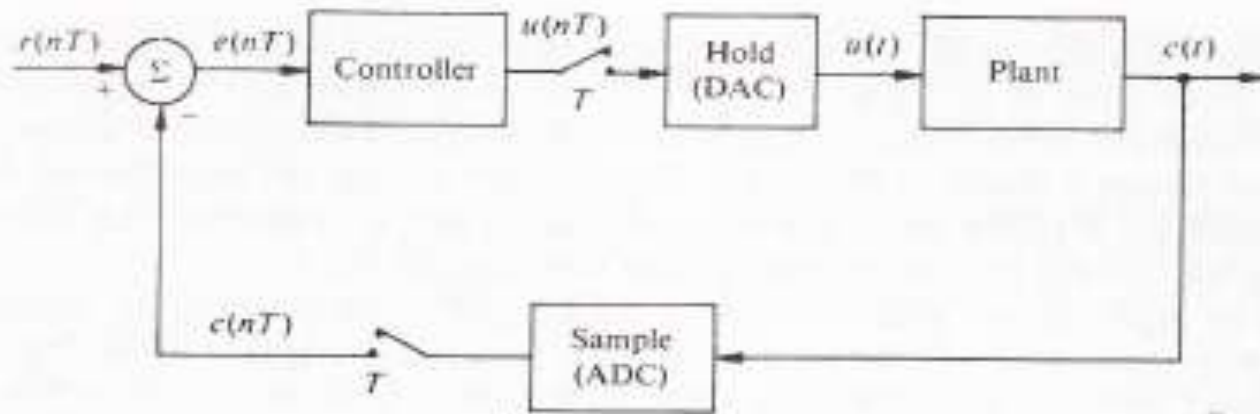 r(nT)
+
Σ
−
e(nT)
Controller
u(nT)
T
Hold
(DAC)
u(t)
Plant
c(t)
c(nT)
T
Sample
(ADC)